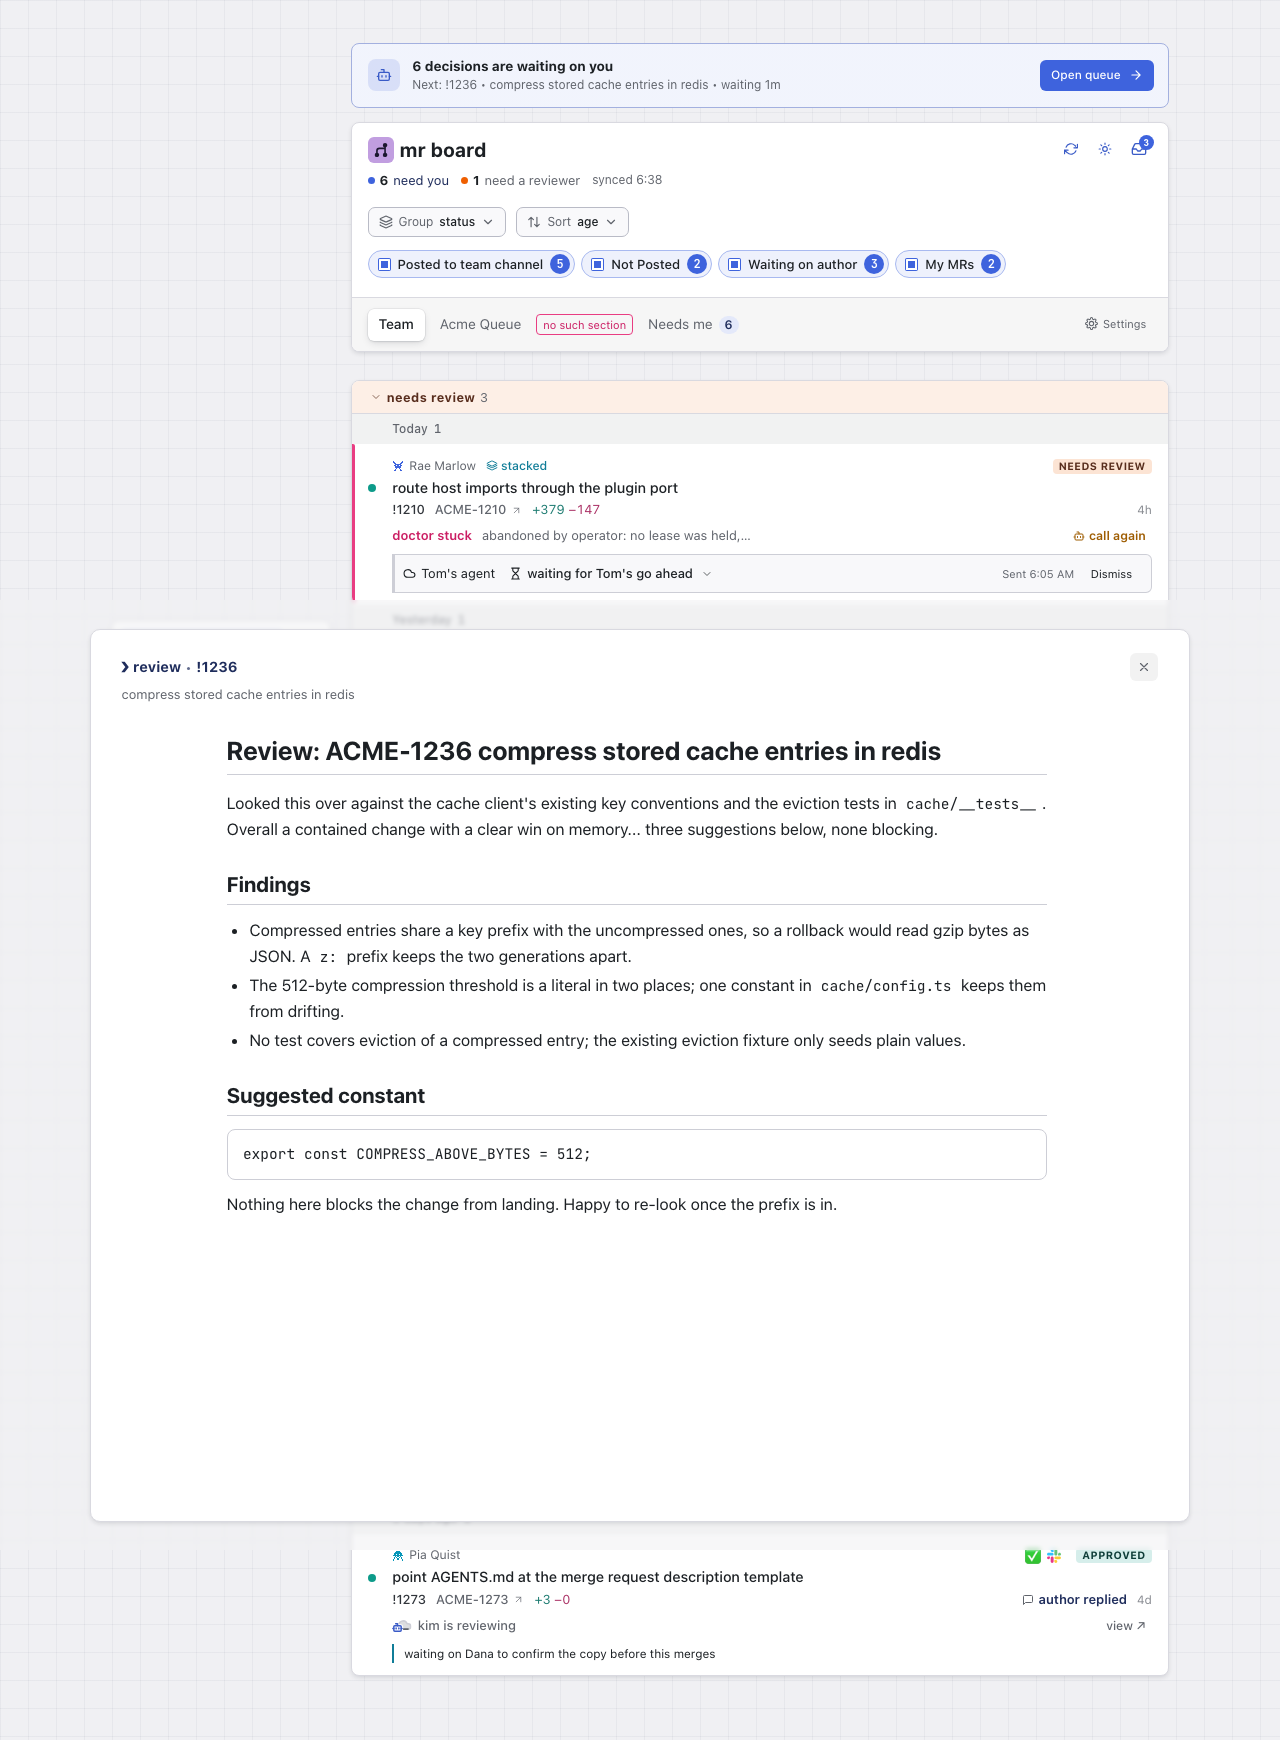 6 decisions are waiting on you
Next: !1236 • compress stored cache entries in redis • waiting 1m
Open queue
mr board
3
6 need you 1 need a reviewer synced 6:38
Group status Sort age
Posted to team channel 5 Not Posted 2 Waiting on author 3 My MRs 2
Team Acme Queue no such section Needs me 6 Settings
needs review 3
Today 1
Rae Marlow stacked NEEDS REVIEW
route host imports through the plugin port
!1210 ACME-1210 ↗ +379 −147 4h
doctor stuck abandoned by operator: no lease was held,... call again
Tom's agent waiting for Tom's go ahead Sent 6:05 AM Dismiss
Yesterday 1
review • !1236
compress stored cache entries in redis
Review: ACME-1236 compress stored cache entries in redis
Looked this over against the cache client's existing key conventions and the eviction tests in cache/__tests__ .
Overall a contained change with a clear win on memory... three suggestions below, none blocking.
Findings
• Compressed entries share a key prefix with the uncompressed ones, so a rollback would read gzip bytes as
JSON. A z: prefix keeps the two generations apart.
• The 512-byte compression threshold is a literal in two places; one constant in cache/config.ts keeps them
from drifting.
• No test covers eviction of a compressed entry; the existing eviction fixture only seeds plain values.
Suggested constant
export const COMPRESS_ABOVE_BYTES = 512;
Nothing here blocks the change from landing. Happy to re-look once the prefix is in.
Pia Quist APPROVED
point AGENTS.md at the merge request description template
!1273 ACME-1273 ↗ +3 −0 author replied 4d
kim is reviewing view ↗
waiting on Dana to confirm the copy before this merges